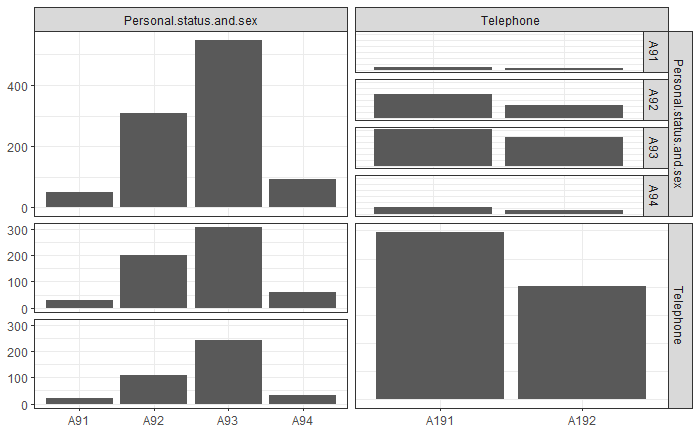 Personal.status.and.sex
Telephone
400
200
0
A91
A92
A93
A94
Personal.status.and.sex
300
200
100
0
300
200
100
0
Telephone
A91 A92 A93 A94
A191 A192